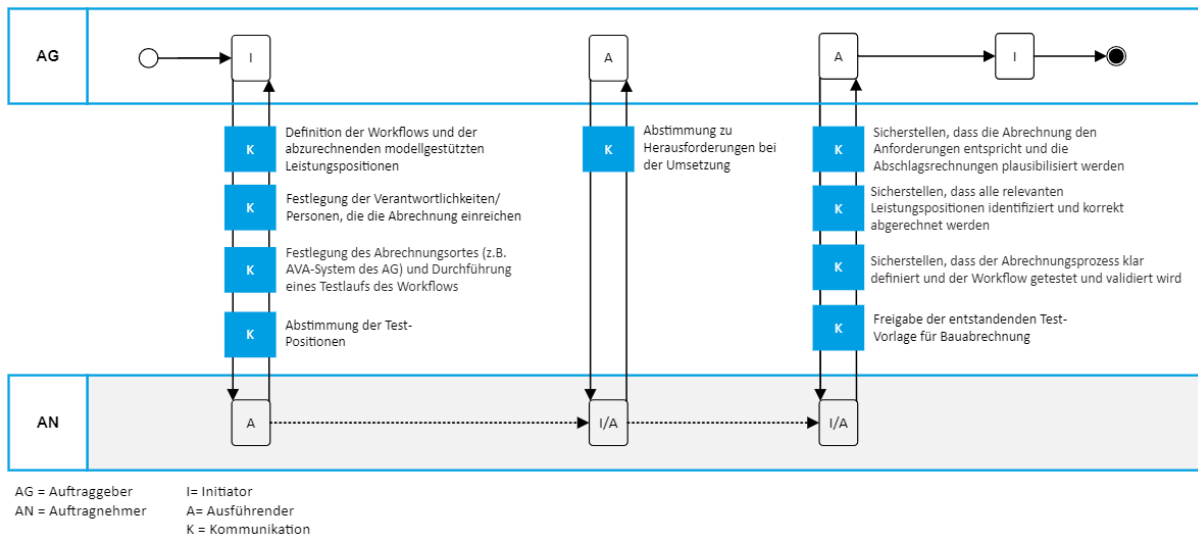 AG
I
A
A
I
K
Definition der Workflows und der
abzurechnenden modellgestützten
Leistungspositionen
K
Festlegung der Verantwortlichkeiten/
Personen, die die Abrechnung einreichen
K
Festlegung des Abrechnungsortes (z.B.
AVA-System des AG) und Durchführung
eines Testlaufs des Workflows
K
Abstimmung der Test-
Positionen
K
Abstimmung zu
Herausforderungen bei
der Umsetzung
K
Sicherstellen, dass die Abrechnung den
Anforderungen entspricht und die
Abschlagsrechnungen plausibilisiert werden
K
Sicherstellen, dass alle relevanten
Leistungspositionen identifiziert und korrekt
abgerechnet werden
K
Sicherstellen, dass der Abrechnungsprozess klar
definiert und der Workflow getestet und validiert wird
K
Freigabe der entstandenen Test-
Vorlage für Bauabrechnung
AN
A
I/A
I/A
AG = Auftraggeber
AN = Auftragnehmer
I= Initiator
A= Ausführender
K = Kommunikation